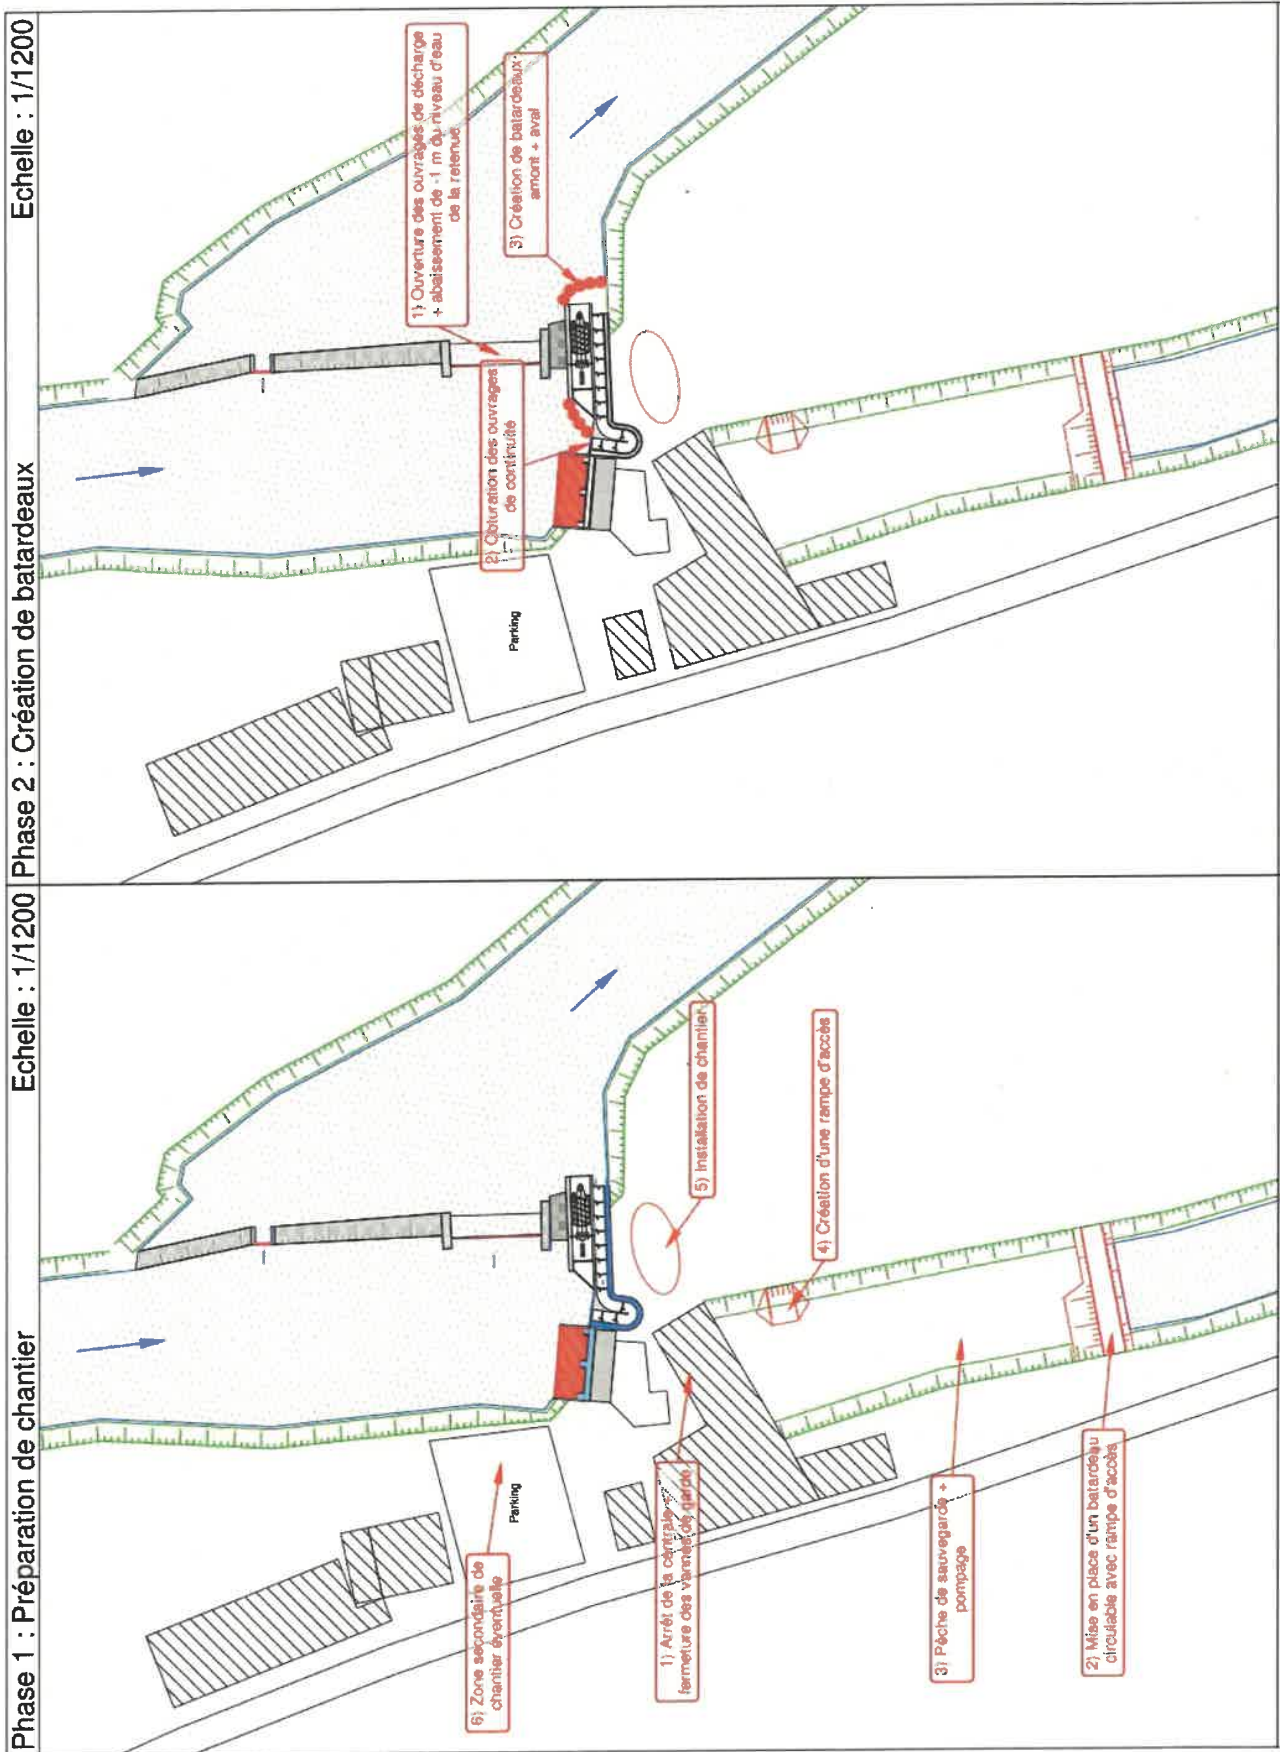 Phase 1 : Préparation de chantier
Echelle : 1/1200
6) Zone secondaire de
chantier éventuelle
Parking
1) Arrêt de la centrale +
fermeture des vannes de garde
5) Installation de chantier
4) Création d'une rampe d'accès
3) Pêche de sauvegarde +
pompage
2) Mise en place d'un batardeau
circulable avec rampe d'accès
Phase 2 : Création de batardeaux
Echelle : 1/1200
1) Ouverture des ouvrages de décharge
+ abaissement de -1 m du niveau d'eau
de la retenue
3) Création de batardeaux
amont + aval
2) Obturation des ouvrages
de continuité
Parking